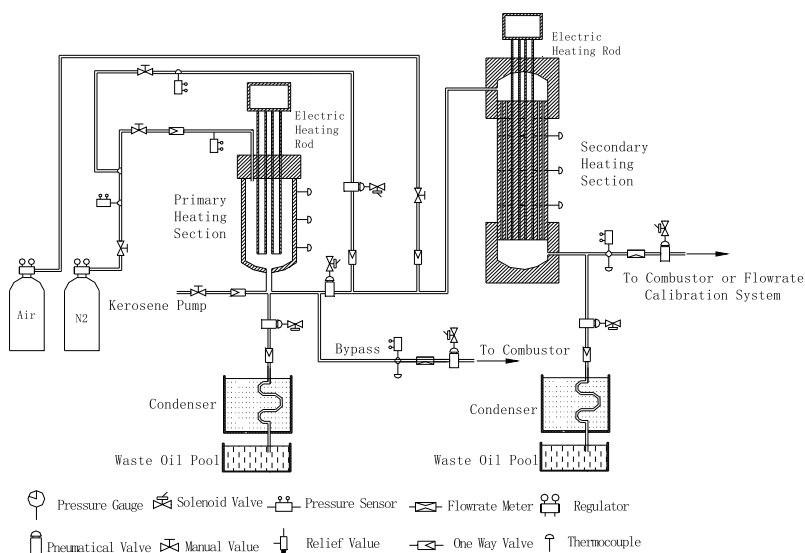 Electric
Heating Rod
Electric
Heating
Rod
Primary
Heating
Section
Secondary
Heating
Section
Air
N2
Kerosene Pump
To Combustor or Flowrate
Calibration System
Bypass
To Combustor
Condenser
Condenser
Waste Oil Pool
Waste Oil Pool
Pressure Gauge
Solenoid Valve
Pressure Sensor
Flowrate Meter
Regulator
Pneumatical Valve
Manual Value
Relief Value
One Way Valve
Thermocouple